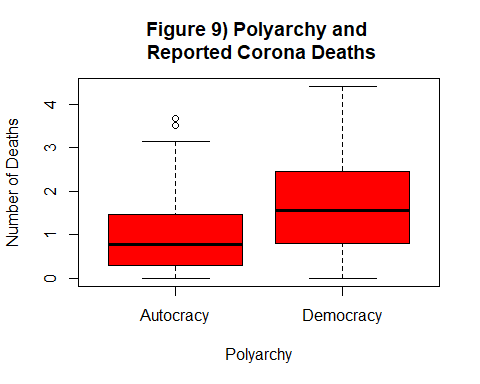 Figure 9) Polyarchy and
Reported Corona Deaths
Number of Deaths
4
3
2
1
0
Autocracy Democracy
Polyarchy